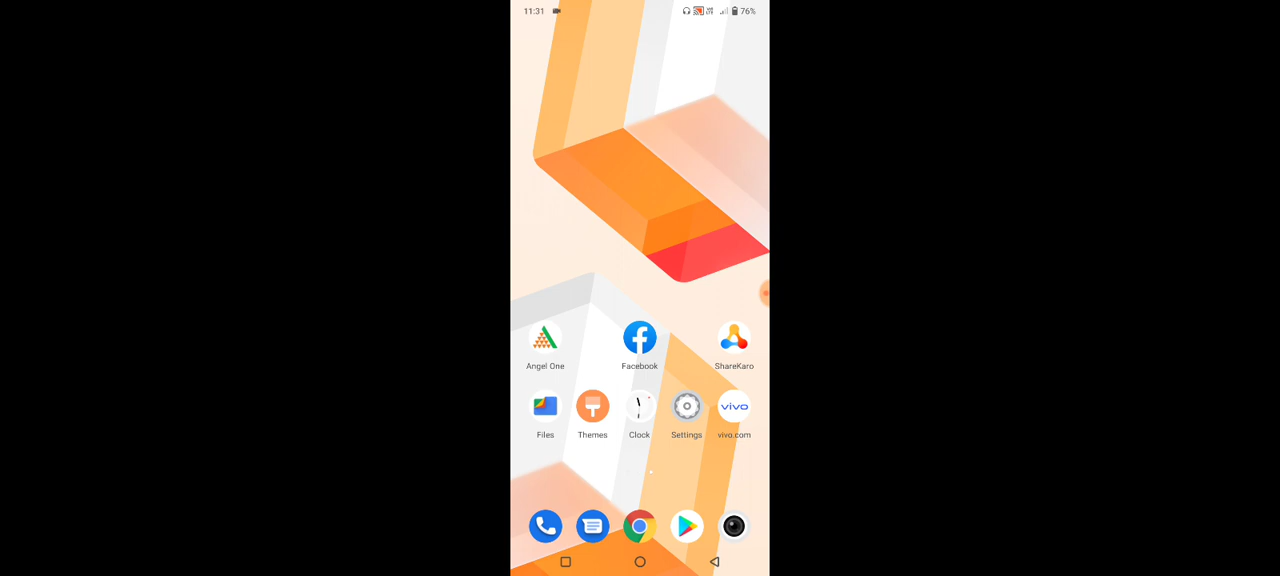 11:31
76%
Angel One Facebook ShareKaro
vivo
Files Themes Clock Settings vivo.com